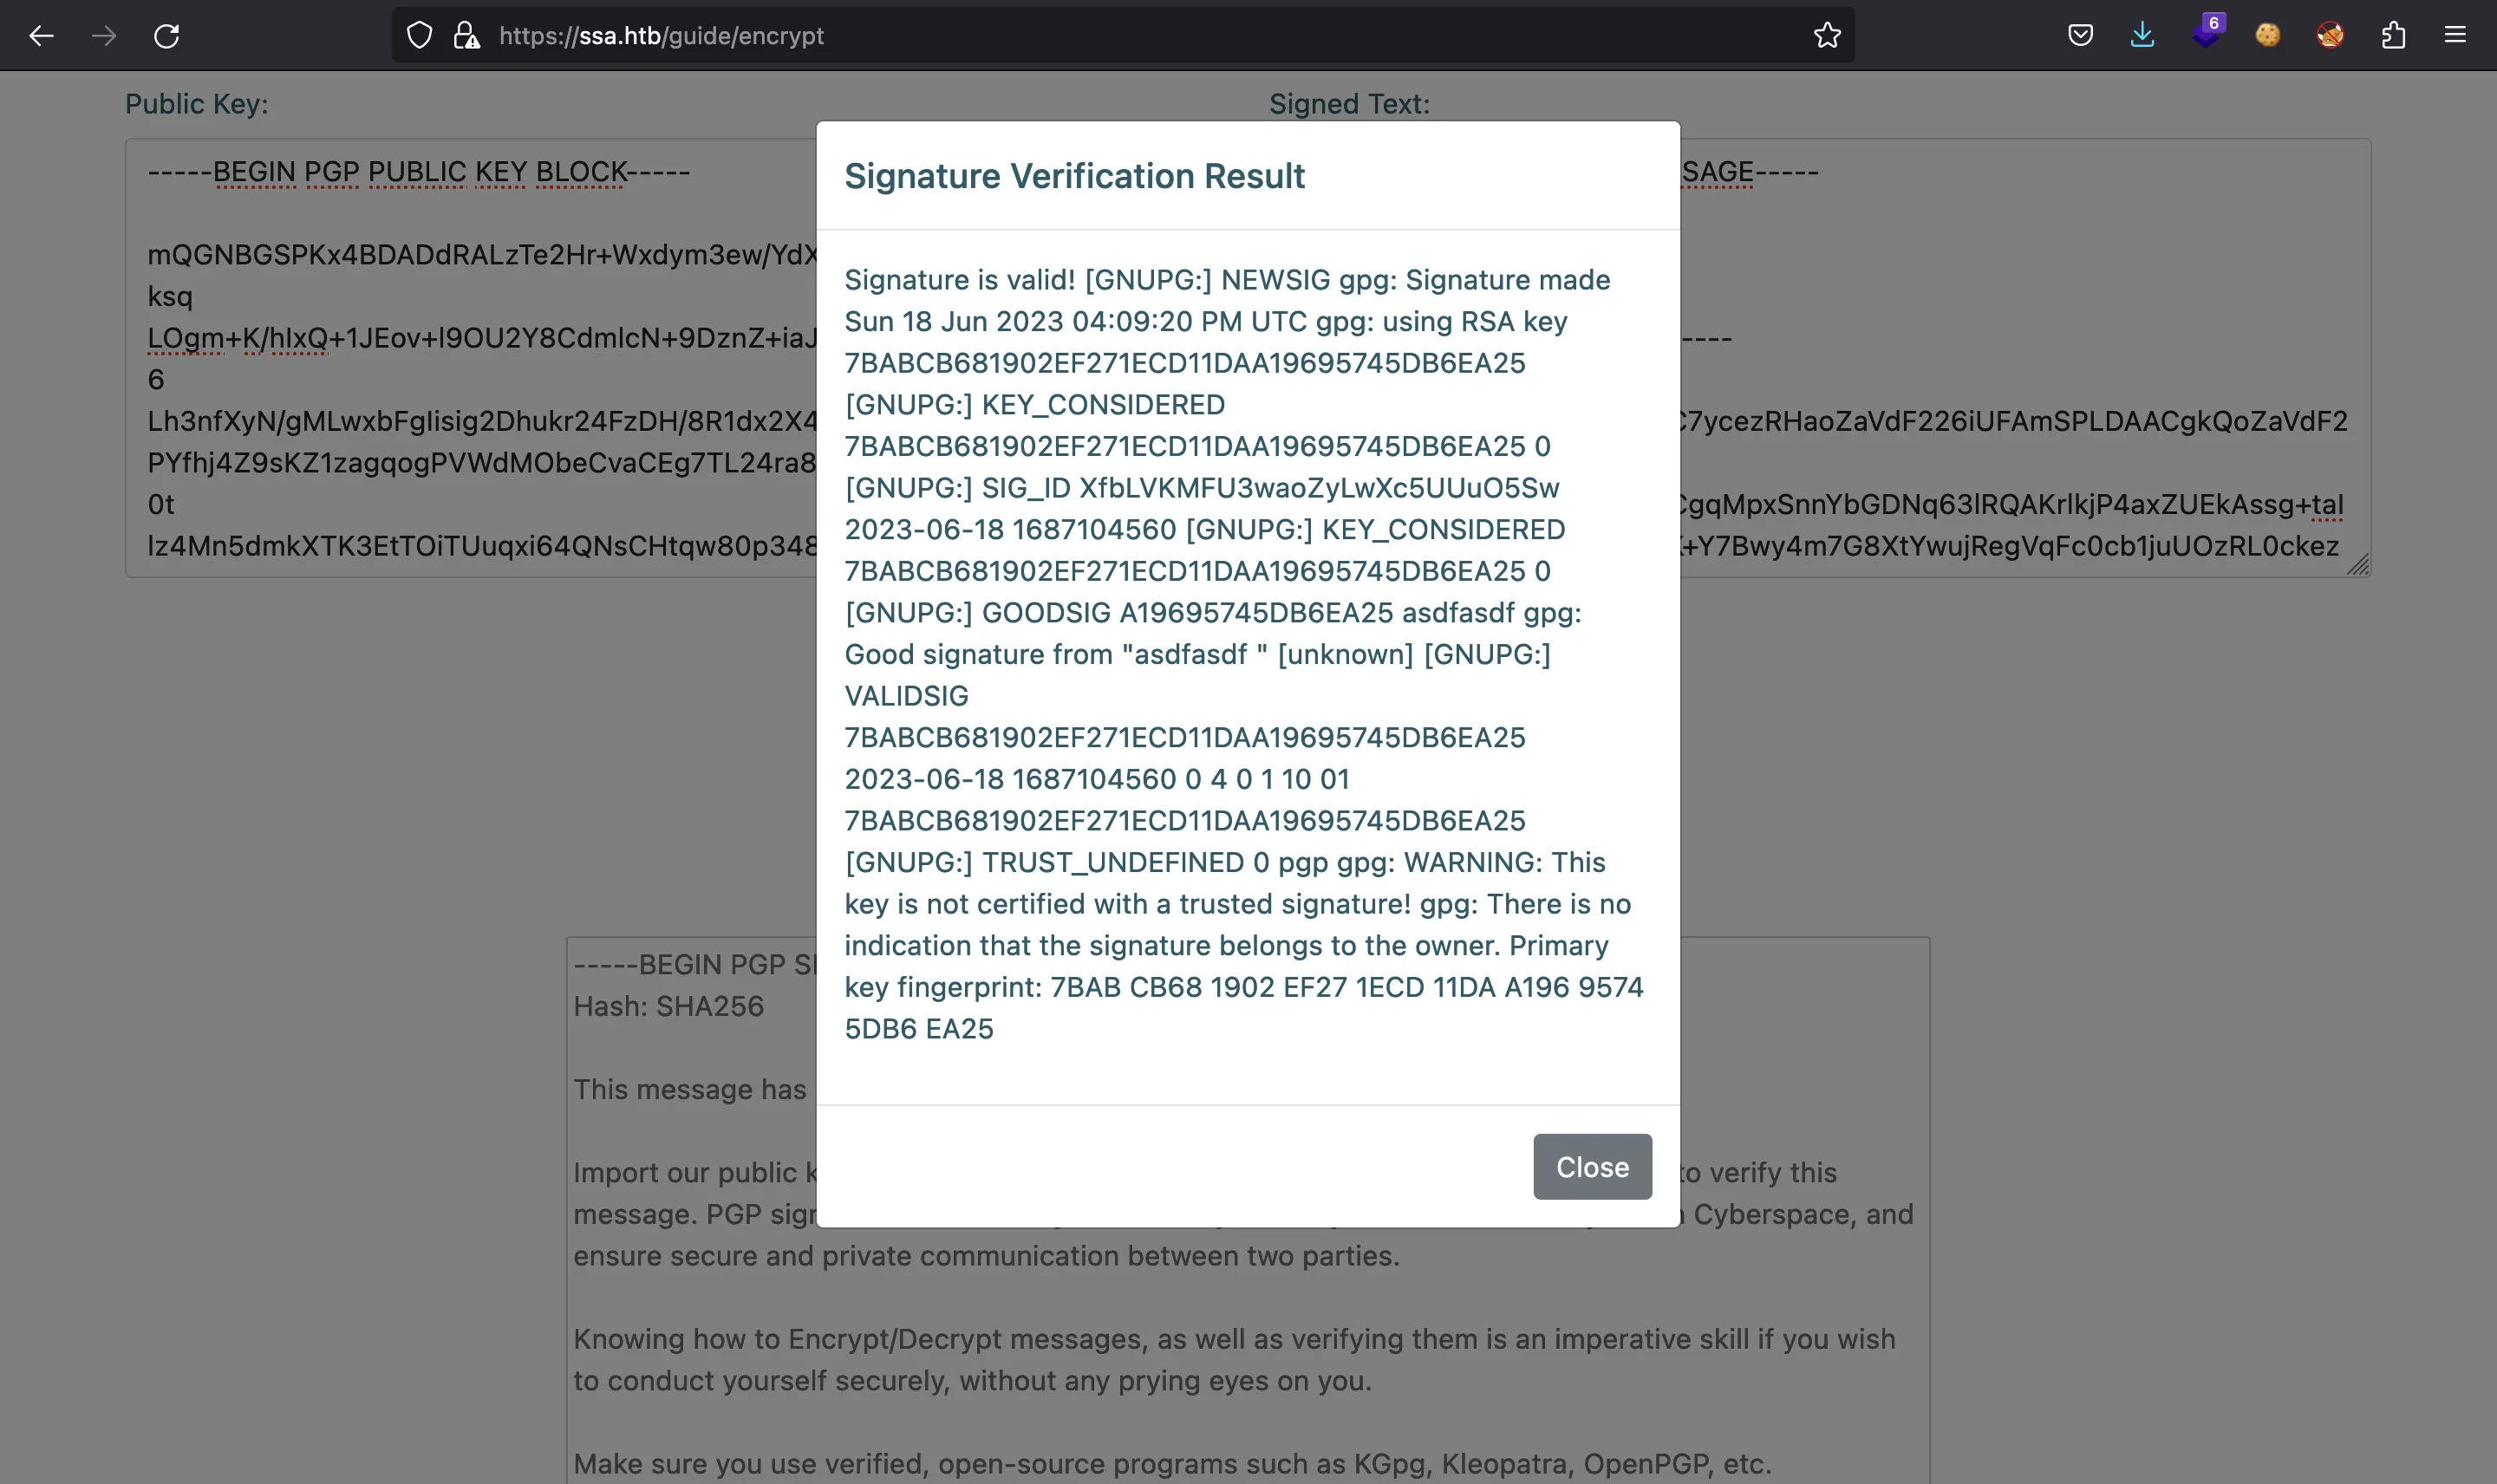 https://ssa.htb/guide/encrypt
6
Public Key:
-----BEGIN PGP PUBLIC KEY BLOCK-----
mQGNBGSPKx4BDADdRALzTe2Hr+Wxdym3ew/YdX
ksq
LOgm+K/hIxQ+1JEov+l9OU2Y8CdmlcN+9DznZ+iaJ
6
Lh3nfXyN/gMLwxbFgIisig2Dhukr24FzDH/8R1dx2X4
PYfhj4Z9sKZ1zagqogPVWdMObeCvaCEg7TL24ra8
0t
lz4Mn5dmkXTK3EtTOiTUuqxi64QNsCHtqw80p348
Signed Text:
SAGE-----
----
C7ycezRHaoZaVdF226iUFAmSPLDAACgkQoZaVdF2
CgqMpxSnnYbGDNq63lRQAKrlkjP4axZUEkAssg+taI
+Y7Bwy4m7G8XtYwujRegVqFc0cb1juUOzRL0ckez
Signature Verification Result
Signature is valid! [GNUPG:] NEWSIG gpg: Signature made
Sun 18 Jun 2023 04:09:20 PM UTC gpg: using RSA key
7BABCB681902EF271ECD11DAA19695745DB6EA25
[GNUPG:] KEY_CONSIDERED
7BABCB681902EF271ECD11DAA19695745DB6EA25 0
[GNUPG:] SIG_ID XfbLVKMFU3waoZyLwXc5UUuO5Sw
2023-06-18 1687104560 [GNUPG:] KEY_CONSIDERED
7BABCB681902EF271ECD11DAA19695745DB6EA25 0
[GNUPG:] GOODSIG A19695745DB6EA25 asdfasdf gpg:
Good signature from "asdfasdf " [unknown] [GNUPG:]
VALIDSIG
7BABCB681902EF271ECD11DAA19695745DB6EA25
2023-06-18 1687104560 0 4 0 1 10 01
7BABCB681902EF271ECD11DAA19695745DB6EA25
[GNUPG:] TRUST_UNDEFINED 0 pgp gpg: WARNING: This
key is not certified with a trusted signature! gpg: There is no
indication that the signature belongs to the owner. Primary
key fingerprint: 7BAB CB68 1902 EF27 1ECD 11DA A196 9574
5DB6 EA25
Close
-----BEGIN PGP SI
Hash: SHA256
This message has
Import our public k to verify this
message. PGP sign Cyberspace, and
ensure secure and private communication between two parties.
Knowing how to Encrypt/Decrypt messages, as well as verifying them is an imperative skill if you wish
to conduct yourself securely, without any prying eyes on you.
Make sure you use verified, open-source programs such as KGpg, Kleopatra, OpenPGP, etc.